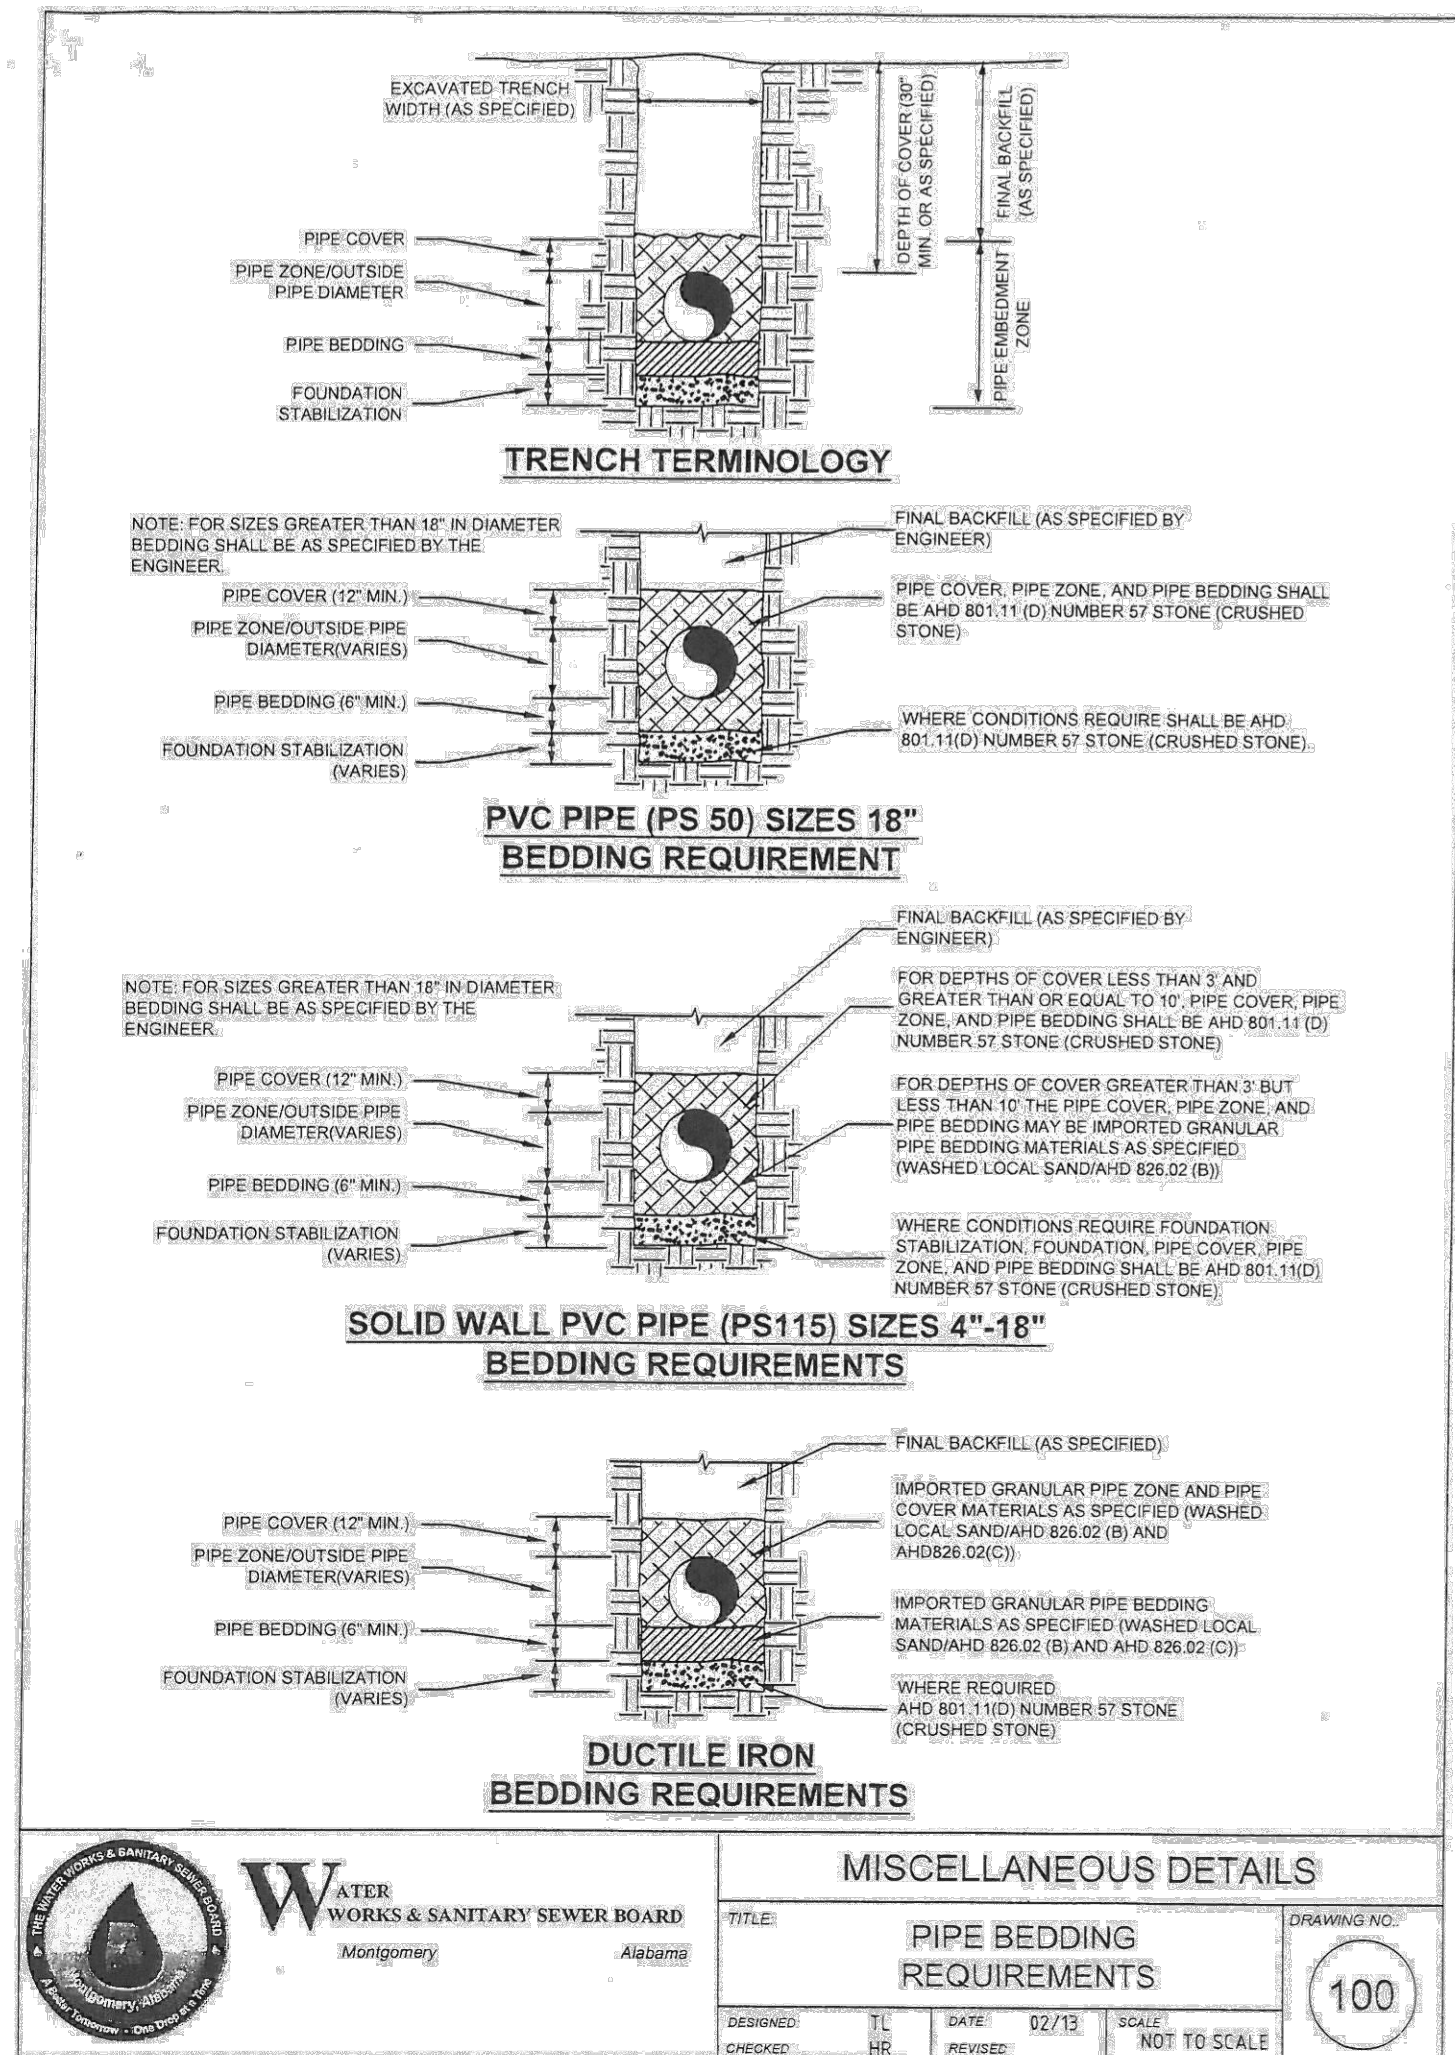 EXCAVATED TRENCH
WIDTH (AS SPECIFIED)
DEPTH OF COVER (30"
MIN. OR AS SPECIFIED)
FINAL BACKFILL
(AS SPECIFIED)
PIPE COVER
PIPE ZONE/OUTSIDE
PIPE DIAMETER
PIPE BEDDING
FOUNDATION
STABILIZATION
PIPE EMBEDMENT
ZONE
TRENCH TERMINOLOGY
NOTE: FOR SIZES GREATER THAN 18" IN DIAMETER
BEDDING SHALL BE AS SPECIFIED BY THE
ENGINEER.
PIPE COVER (12" MIN.)
PIPE ZONE/OUTSIDE PIPE
DIAMETER(VARIES)
PIPE BEDDING (6" MIN.)
FOUNDATION STABILIZATION
(VARIES)
FINAL BACKFILL (AS SPECIFIED BY
ENGINEER)
PIPE COVER, PIPE ZONE, AND PIPE BEDDING SHALL
BE AHD 801.11 (D) NUMBER 57 STONE (CRUSHED
STONE)
WHERE CONDITIONS REQUIRE SHALL BE AHD
801.11(D) NUMBER 57 STONE (CRUSHED STONE).
PVC PIPE (PS 50) SIZES 18"
BEDDING REQUIREMENT
NOTE: FOR SIZES GREATER THAN 18" IN DIAMETER
BEDDING SHALL BE AS SPECIFIED BY THE
ENGINEER.
PIPE COVER (12" MIN.)
PIPE ZONE/OUTSIDE PIPE
DIAMETER(VARIES)
PIPE BEDDING (6" MIN.)
FOUNDATION STABILIZATION
(VARIES)
FINAL BACKFILL (AS SPECIFIED BY
ENGINEER)
FOR DEPTHS OF COVER LESS THAN 3' AND
GREATER THAN OR EQUAL TO 10', PIPE COVER, PIPE
ZONE, AND PIPE BEDDING SHALL BE AHD 801.11 (D)
NUMBER 57 STONE (CRUSHED STONE)
FOR DEPTHS OF COVER GREATER THAN 3' BUT
LESS THAN 10' THE PIPE COVER, PIPE ZONE, AND
PIPE BEDDING MAY BE IMPORTED GRANULAR
PIPE BEDDING MATERIALS AS SPECIFIED
(WASHED LOCAL SAND/AHD 826.02 (B))
WHERE CONDITIONS REQUIRE FOUNDATION
STABILIZATION, FOUNDATION, PIPE COVER, PIPE
ZONE, AND PIPE BEDDING SHALL BE AHD 801.11(D)
NUMBER 57 STONE (CRUSHED STONE).
SOLID WALL PVC PIPE (PS115) SIZES 4"-18"
BEDDING REQUIREMENTS
PIPE COVER (12" MIN.)
PIPE ZONE/OUTSIDE PIPE
DIAMETER(VARIES)
PIPE BEDDING (6" MIN.)
FOUNDATION STABILIZATION
(VARIES)
FINAL BACKFILL (AS SPECIFIED)
IMPORTED GRANULAR PIPE ZONE AND PIPE
COVER MATERIALS AS SPECIFIED (WASHED
LOCAL SAND/AHD 826.02 (B) AND
AHD826.02(C))
IMPORTED GRANULAR PIPE BEDDING
MATERIALS AS SPECIFIED (WASHED LOCAL
SAND/AHD 826.02 (B) AND AHD 826.02 (C))
WHERE REQUIRED
AHD 801.11(D) NUMBER 57 STONE
(CRUSHED STONE)
DUCTILE IRON
BEDDING REQUIREMENTS
THE WATER WORKS & SANITARY SEWER BOARD
Montgomery, Alabama
A Better Tomorrow - One Drop at a Time
WATER
WORKS & SANITARY SEWER BOARD
Montgomery Alabama
MISCELLANEOUS DETAILS
TITLE:
PIPE BEDDING
REQUIREMENTS
DRAWING NO.:
100
DESIGNED: TL
CHECKED HR
DATE 02/13
REVISED
SCALE
NOT TO SCALE